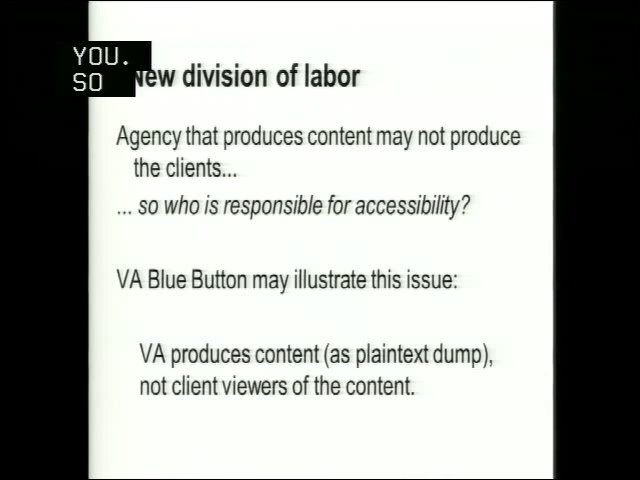 YOU.
SO
New division of labor
Agency that produces content may not produce
the clients...
... so who is responsible for accessibility?
VA Blue Button may illustrate this issue:
VA produces content (as plaintext dump),
not client viewers of the content.